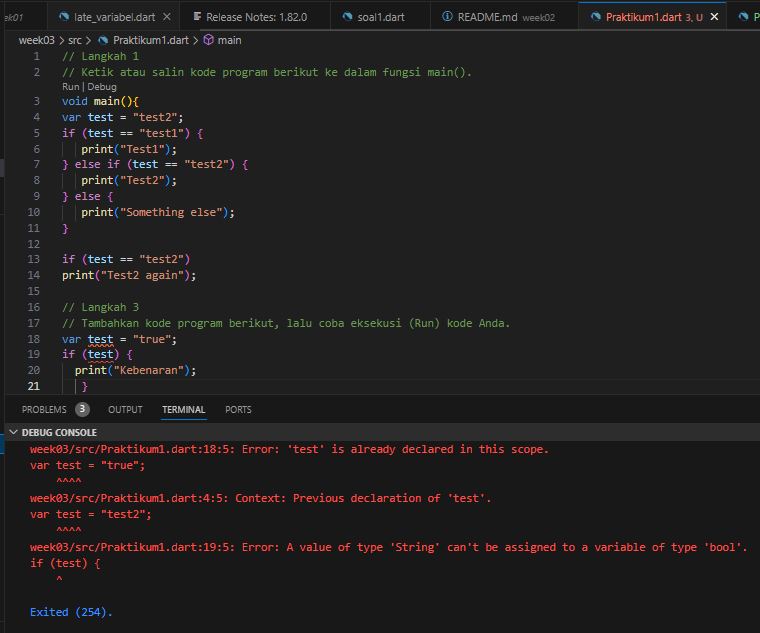 ek01 late_variabel.dart Release Notes: 1.82.0 soal1.dart README.md week02 Praktikum1.dart 3, U P
week03 > src > Praktikum1.dart > main
1 // Langkah 1
2 // Ketik atau salin kode program berikut ke dalam fungsi main().
Run | Debug
3 void main(){
4 var test = "test2";
5 if (test == "test1") {
6 print("Test1");
7 } else if (test == "test2") {
8 print("Test2");
9 } else {
10 print("Something else");
11 }
12
13 if (test == "test2")
14 print("Test2 again");
15
16 // Langkah 3
17 // Tambahkan kode program berikut, lalu coba eksekusi (Run) kode Anda.
18 var test = "true";
19 if (test) {
20 print("Kebenaran");
21 }
PROBLEMS 3 OUTPUT TERMINAL PORTS
DEBUG CONSOLE
week03/src/Praktikum1.dart:18:5: Error: 'test' is already declared in this scope.
var test = "true";
^^^^
week03/src/Praktikum1.dart:4:5: Context: Previous declaration of 'test'.
var test = "test2";
^^^^
week03/src/Praktikum1.dart:19:5: Error: A value of type 'String' can't be assigned to a variable of type 'bool'.
if (test) {
^
Exited (254).